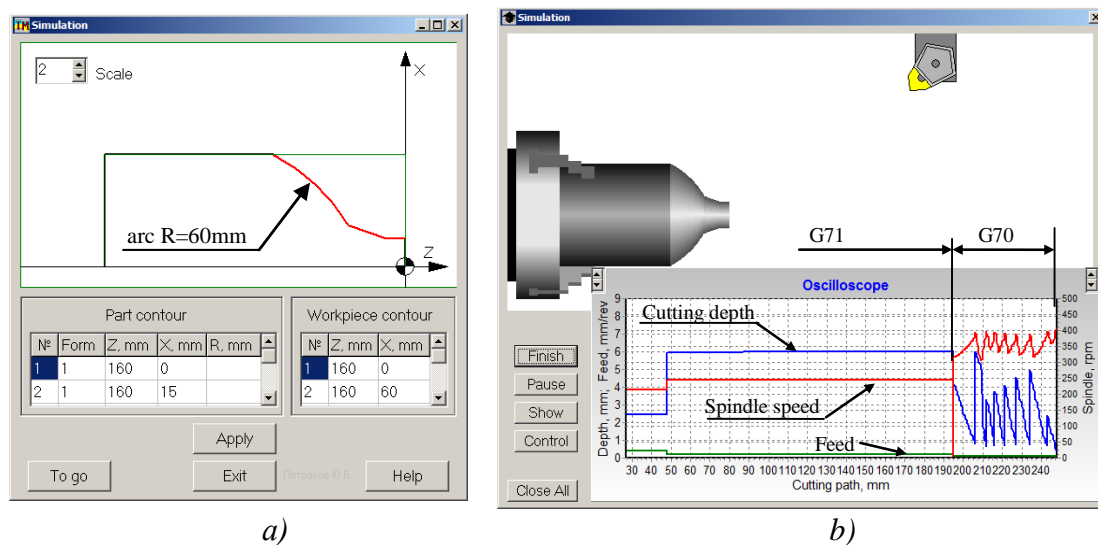 Simulation
2
Scale
X
arc R=60mm
Z
Part contour
№ Form Z, mm X, mm R, mm
1 1 160 0
2 1 160 15
Workpiece contour
№ Z, mm X, mm
1 160 0
2 160 60
Apply
To go
Exit
Петраков Ю.В.
Help
a)
Simulation
G71
G70
Oscilloscope
Cutting depth
Spindle speed
Feed
Finish
Pause
Show
Control
Close All
Depth, mm; Feed, mm/rev
9
8
7
6
5
4
3
2
1
0
500
450
400
350
300
250
200
150
100
50
0
Spindle, rpm
30 40 50 60 70 80 90 100 110 120 130 140 150 160 170 180 190 200 210 220 230 240
Cutting path, mm
b)